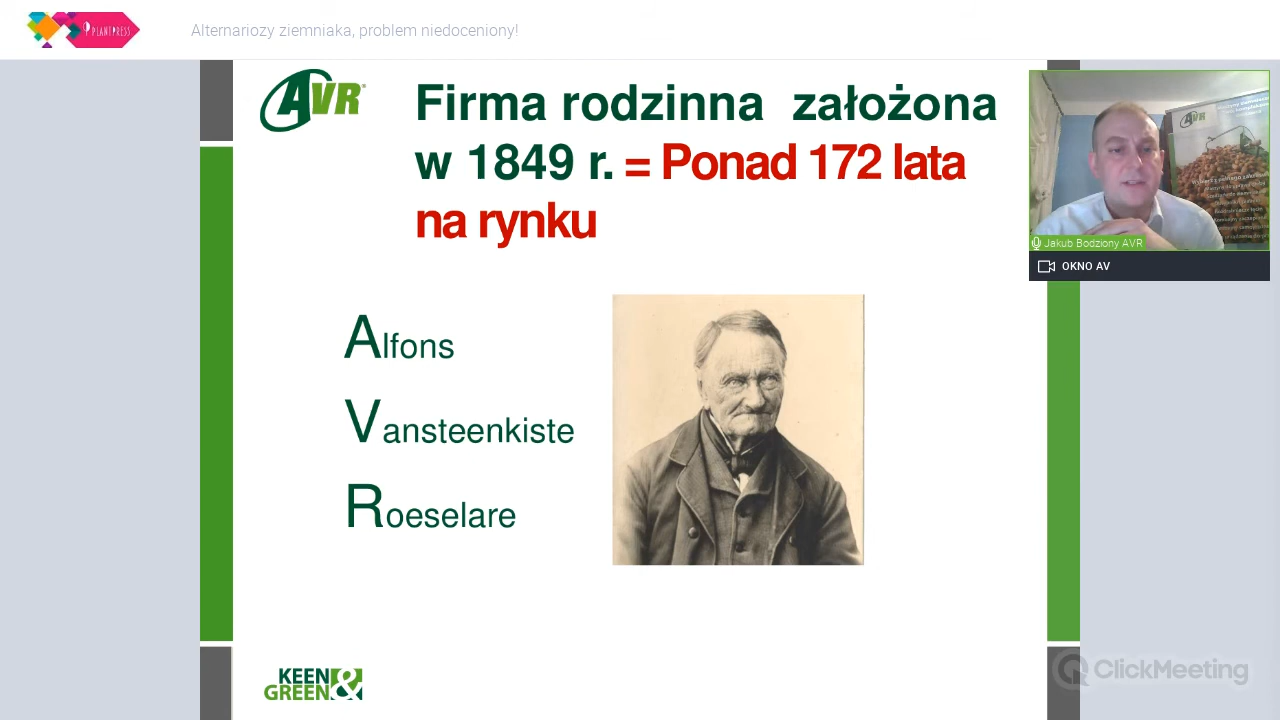 PLANTPRESS
Alternariozy ziemniaka, problem niedoceniony!
AVR
Firma rodzinna założona
w 1849 r. = Ponad 172 lata
na rynku
Alfons
Vansteenkiste
Roeselare
KEEN
GREEN&
AVR
Jakub Bodziony AVR
OKNO AV
ClickMeeting